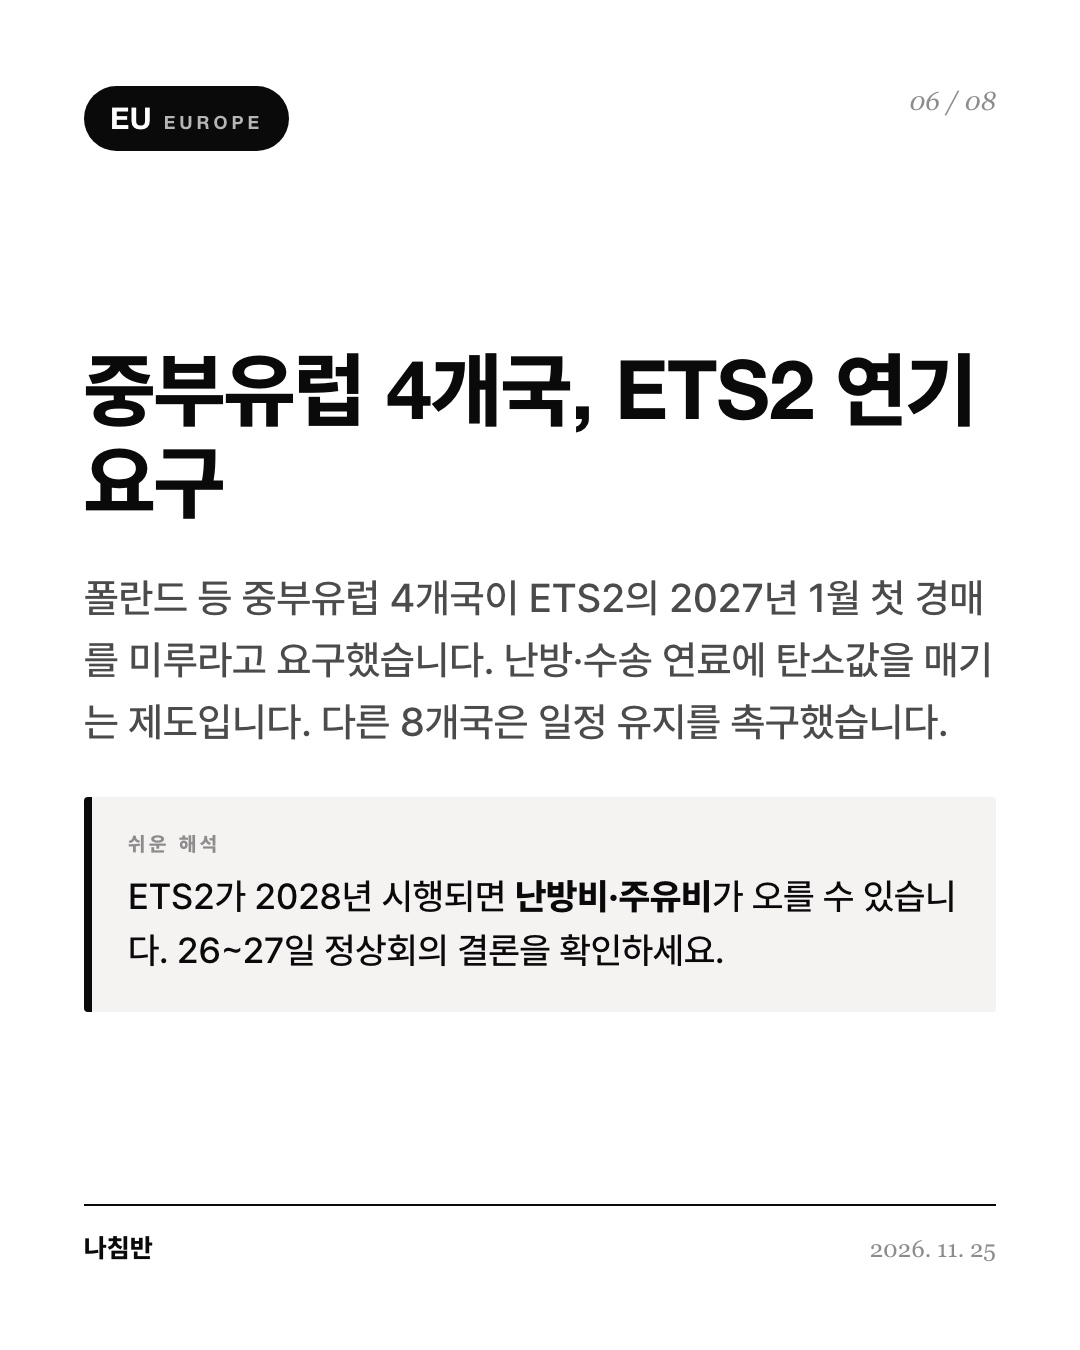 EU EUROPE
06 / 08
중부유럽 4개국, ETS2 연기
요구
폴란드 등 중부유럽 4개국이 ETS2의 2027년 1월 첫 경매
를 미루라고 요구했습니다. 난방·수송 연료에 탄소값을 매기
는 제도입니다. 다른 8개국은 일정 유지를 촉구했습니다.
쉬운 해석
ETS2가 2028년 시행되면 난방비·주유비가 오를 수 있습니
다. 26~27일 정상회의 결론을 확인하세요.
나침반
2026. 11. 25